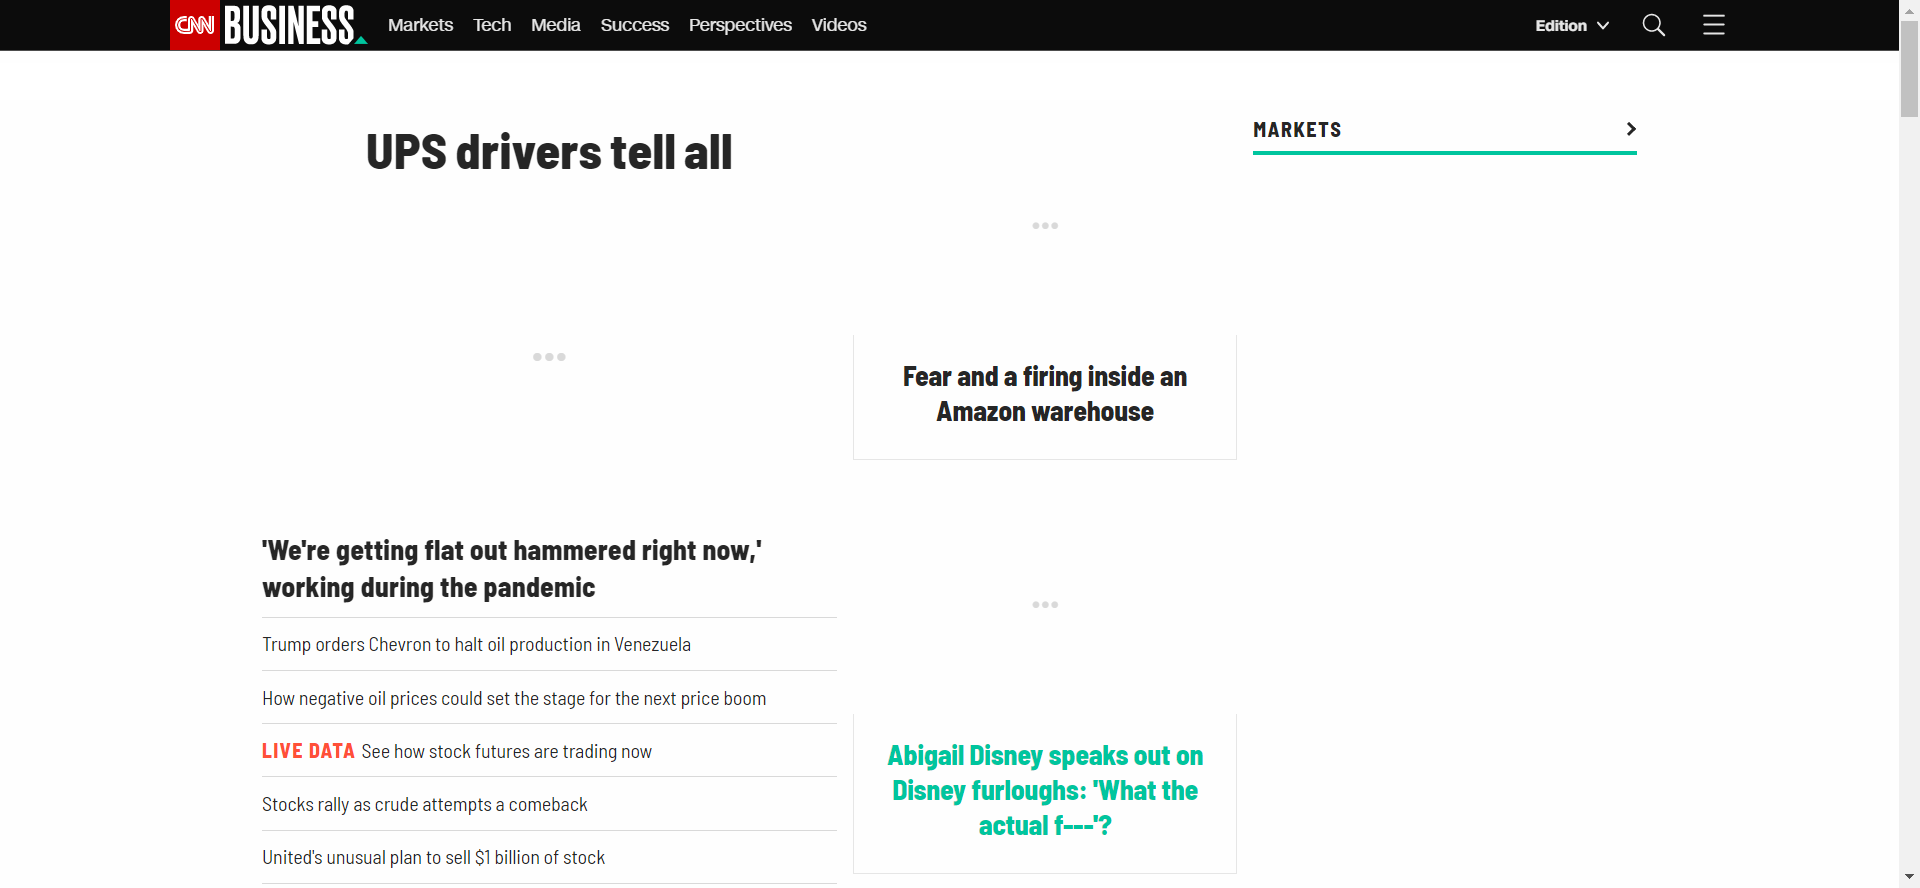 CNN BUSINESS
Markets Tech Media Success Perspectives Videos
Edition
UPS drivers tell all
'We're getting flat out hammered right now,'
working during the pandemic
Trump orders Chevron to halt oil production in Venezuela
How negative oil prices could set the stage for the next price boom
LIVE DATA See how stock futures are trading now
Stocks rally as crude attempts a comeback
United's unusual plan to sell $1 billion of stock
Fear and a firing inside an
Amazon warehouse
Abigail Disney speaks out on
Disney furloughs: 'What the
actual f---'?
MARKETS